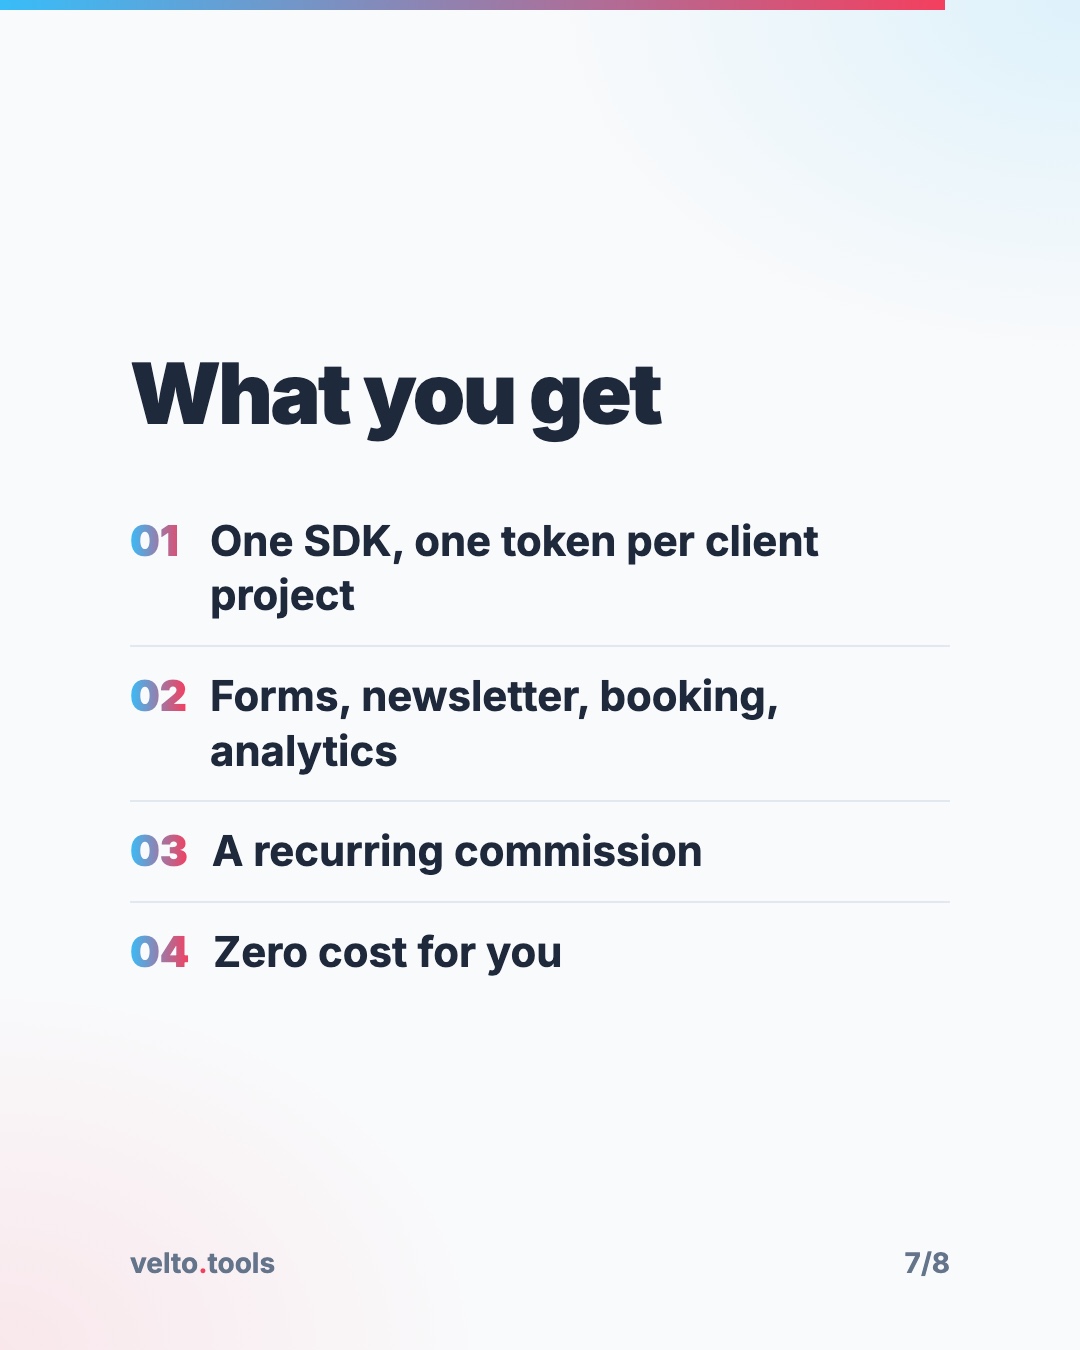 What you get
01 One SDK, one token per client
project
02 Forms, newsletter, booking,
analytics
03 A recurring commission
04 Zero cost for you
velto.tools
7/8